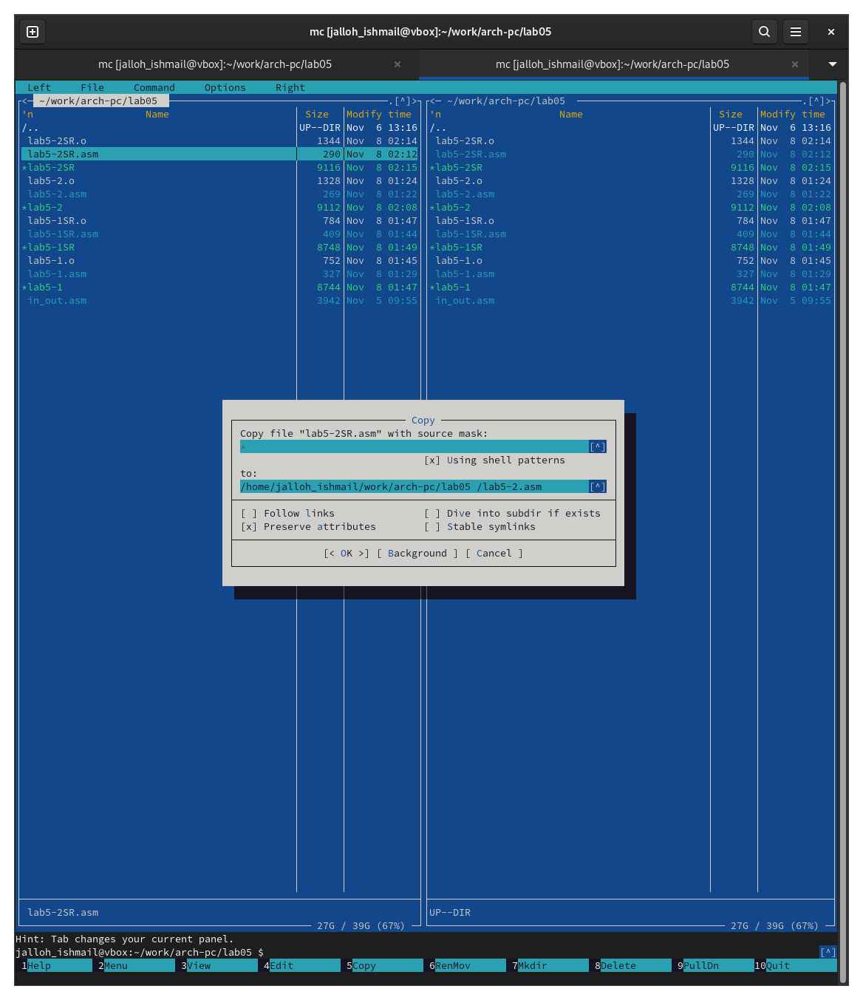 mc [jalloh_ishmail@vbox]:~/work/arch-pc/lab05
mc [jalloh_ishmail@vbox]:~/work/arch-pc/lab05 × mc [jalloh_ishmail@vbox]:~/work/arch-pc/lab05 ×
Left File Command Options Right
<─ ~/work/arch-pc/lab05 .[^]> <─ ~/work/arch-pc/lab05 .[^]>
'n Name Size Modify time 'n Name Size Modify time
/.. UP--DIR Nov 6 13:16 /.. UP--DIR Nov 6 13:16
lab5-2SR.o 1344 Nov 8 02:14 lab5-2SR.o 1344 Nov 8 02:14
lab5-2SR.asm 290 Nov 8 02:12 lab5-2SR.asm 290 Nov 8 02:12
*lab5-2SR 9116 Nov 8 02:15 *lab5-2SR 9116 Nov 8 02:15
lab5-2.o 1328 Nov 8 01:24 lab5-2.o 1328 Nov 8 01:24
lab5-2.asm 269 Nov 8 01:22 lab5-2.asm 269 Nov 8 01:22
*lab5-2 9112 Nov 8 02:08 *lab5-2 9112 Nov 8 02:08
lab5-1SR.o 784 Nov 8 01:47 lab5-1SR.o 784 Nov 8 01:47
lab5-1SR.asm 409 Nov 8 01:44 lab5-1SR.asm 409 Nov 8 01:44
*lab5-1SR 8748 Nov 8 01:49 *lab5-1SR 8748 Nov 8 01:49
lab5-1.o 752 Nov 8 01:45 lab5-1.o 752 Nov 8 01:45
lab5-1.asm 327 Nov 8 01:29 lab5-1.asm 327 Nov 8 01:29
*lab5-1 8744 Nov 8 01:47 *lab5-1 8744 Nov 8 01:47
in_out.asm 3942 Nov 5 09:55 in_out.asm 3942 Nov 5 09:55
Copy
Copy file "lab5-2SR.asm" with source mask:
* [^]
[x] Using shell patterns
to:
/home/jalloh_ishmail/work/arch-pc/lab05 /lab5-2.asm [^]
[ ] Follow links [ ] Dive into subdir if exists
[x] Preserve attributes [ ] Stable symlinks
[< OK >] [ Background ] [ Cancel ]
lab5-2SR.asm UP--DIR
27G / 39G (67%) 27G / 39G (67%)
Hint: Tab changes your current panel.
jalloh_ishmail@vbox:~/work/arch-pc/lab05 $ [^]
1Help 2Menu 3View 4Edit 5Copy 6RenMov 7Mkdir 8Delete 9PullDn 10Quit